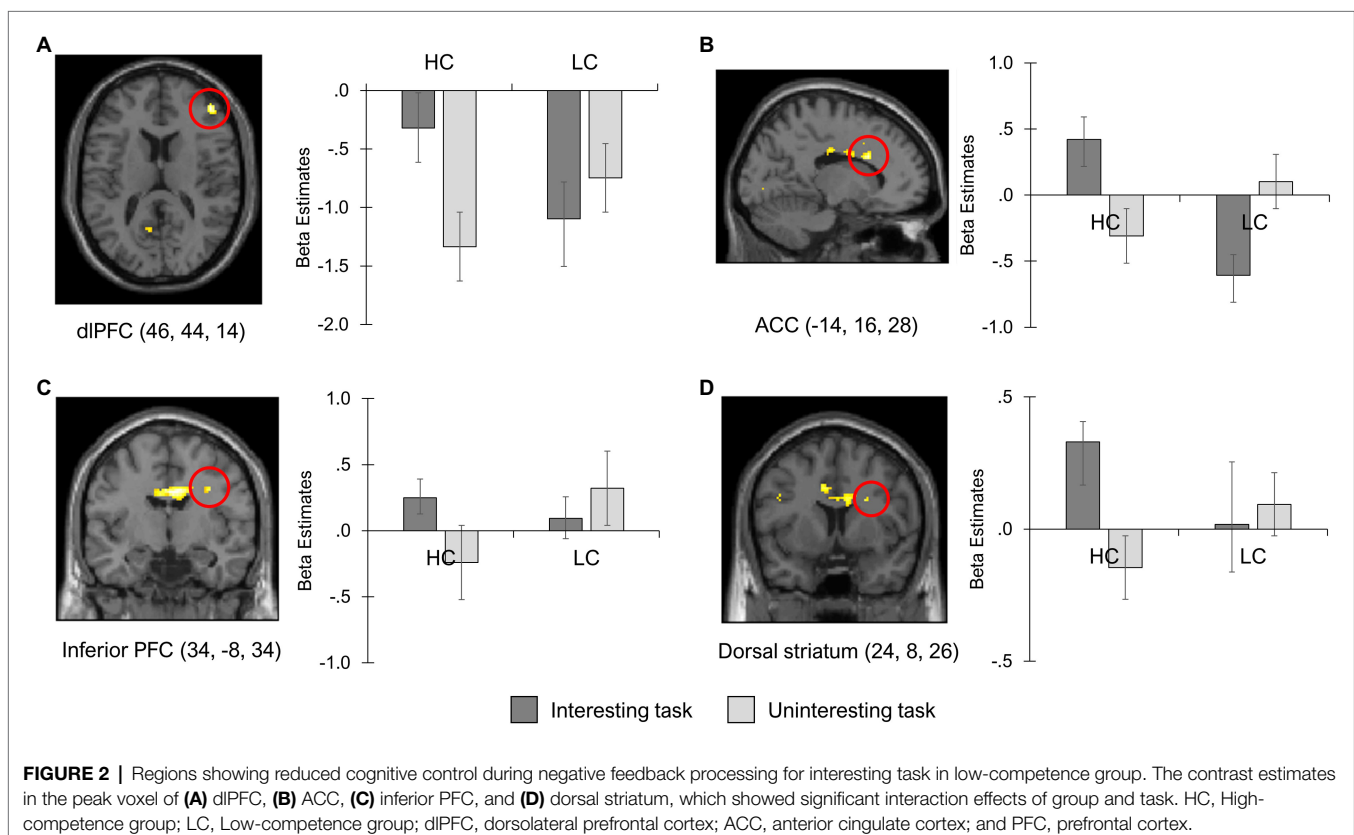 A
HC
LC
.0
-.5
-1.0
-1.5
-2.0
Beta Estimates
dlPFC (46, 44, 14)
B
1.0
0.5
.0
-0.5
-1.0
Beta Estimates
HC
LC
ACC (-14, 16, 28)
C
1.0
0.5
.0
-.5
-1.0
Beta Estimates
HC
LC
Inferior PFC (34, -8, 34)
D
.5
.0
-.5
Beta Estimates
HC
LC
Dorsal striatum (24, 8, 26)
Interesting task
Uninteresting task
FIGURE 2 | Regions showing reduced cognitive control during negative feedback processing for interesting task in low-competence group. The contrast estimates
in the peak voxel of (A) dlPFC, (B) ACC, (C) inferior PFC, and (D) dorsal striatum, which showed significant interaction effects of group and task. HC, High-
competence group; LC, Low-competence group; dlPFC, dorsolateral prefrontal cortex; ACC, anterior cingulate cortex; and PFC, prefrontal cortex.